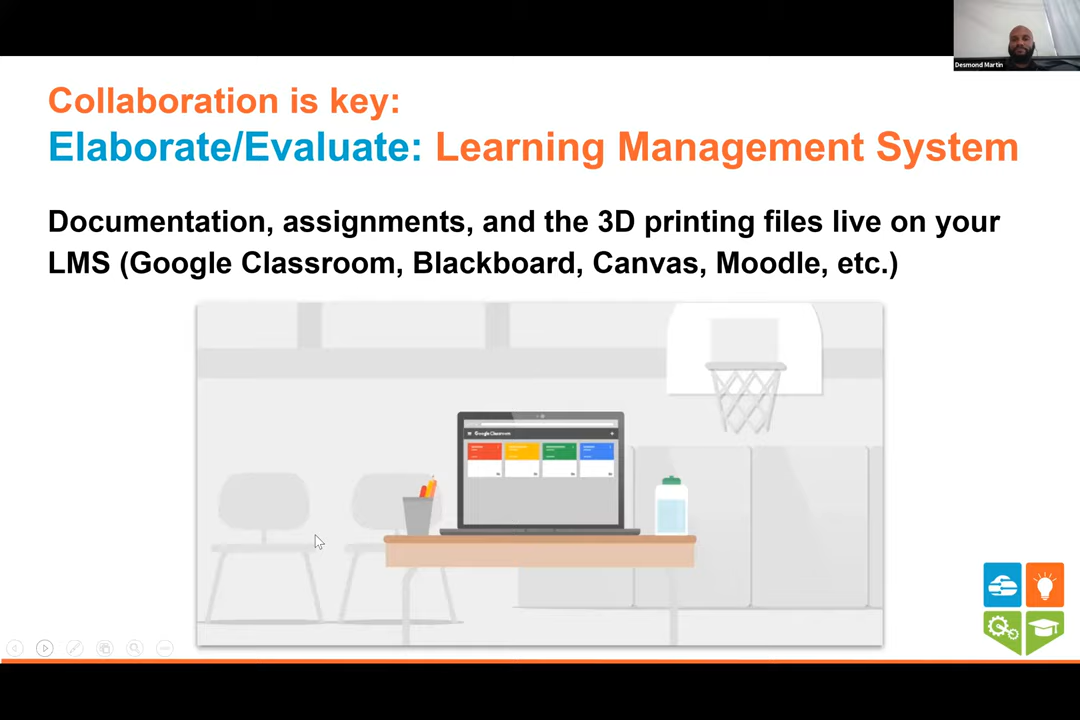 Desmond Martin
Collaboration is key:
Elaborate/Evaluate: Learning Management System
Documentation, assignments, and the 3D printing files live on your
LMS (Google Classroom, Blackboard, Canvas, Moodle, etc.)
Google Classroom